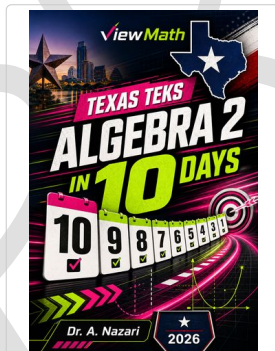 ViewMath
TEXAS TEKS
ALGEBRA 2
IN 10 DAYS
10 9 8 7 6 5 4 3 1
Dr. A. Nazari
2026